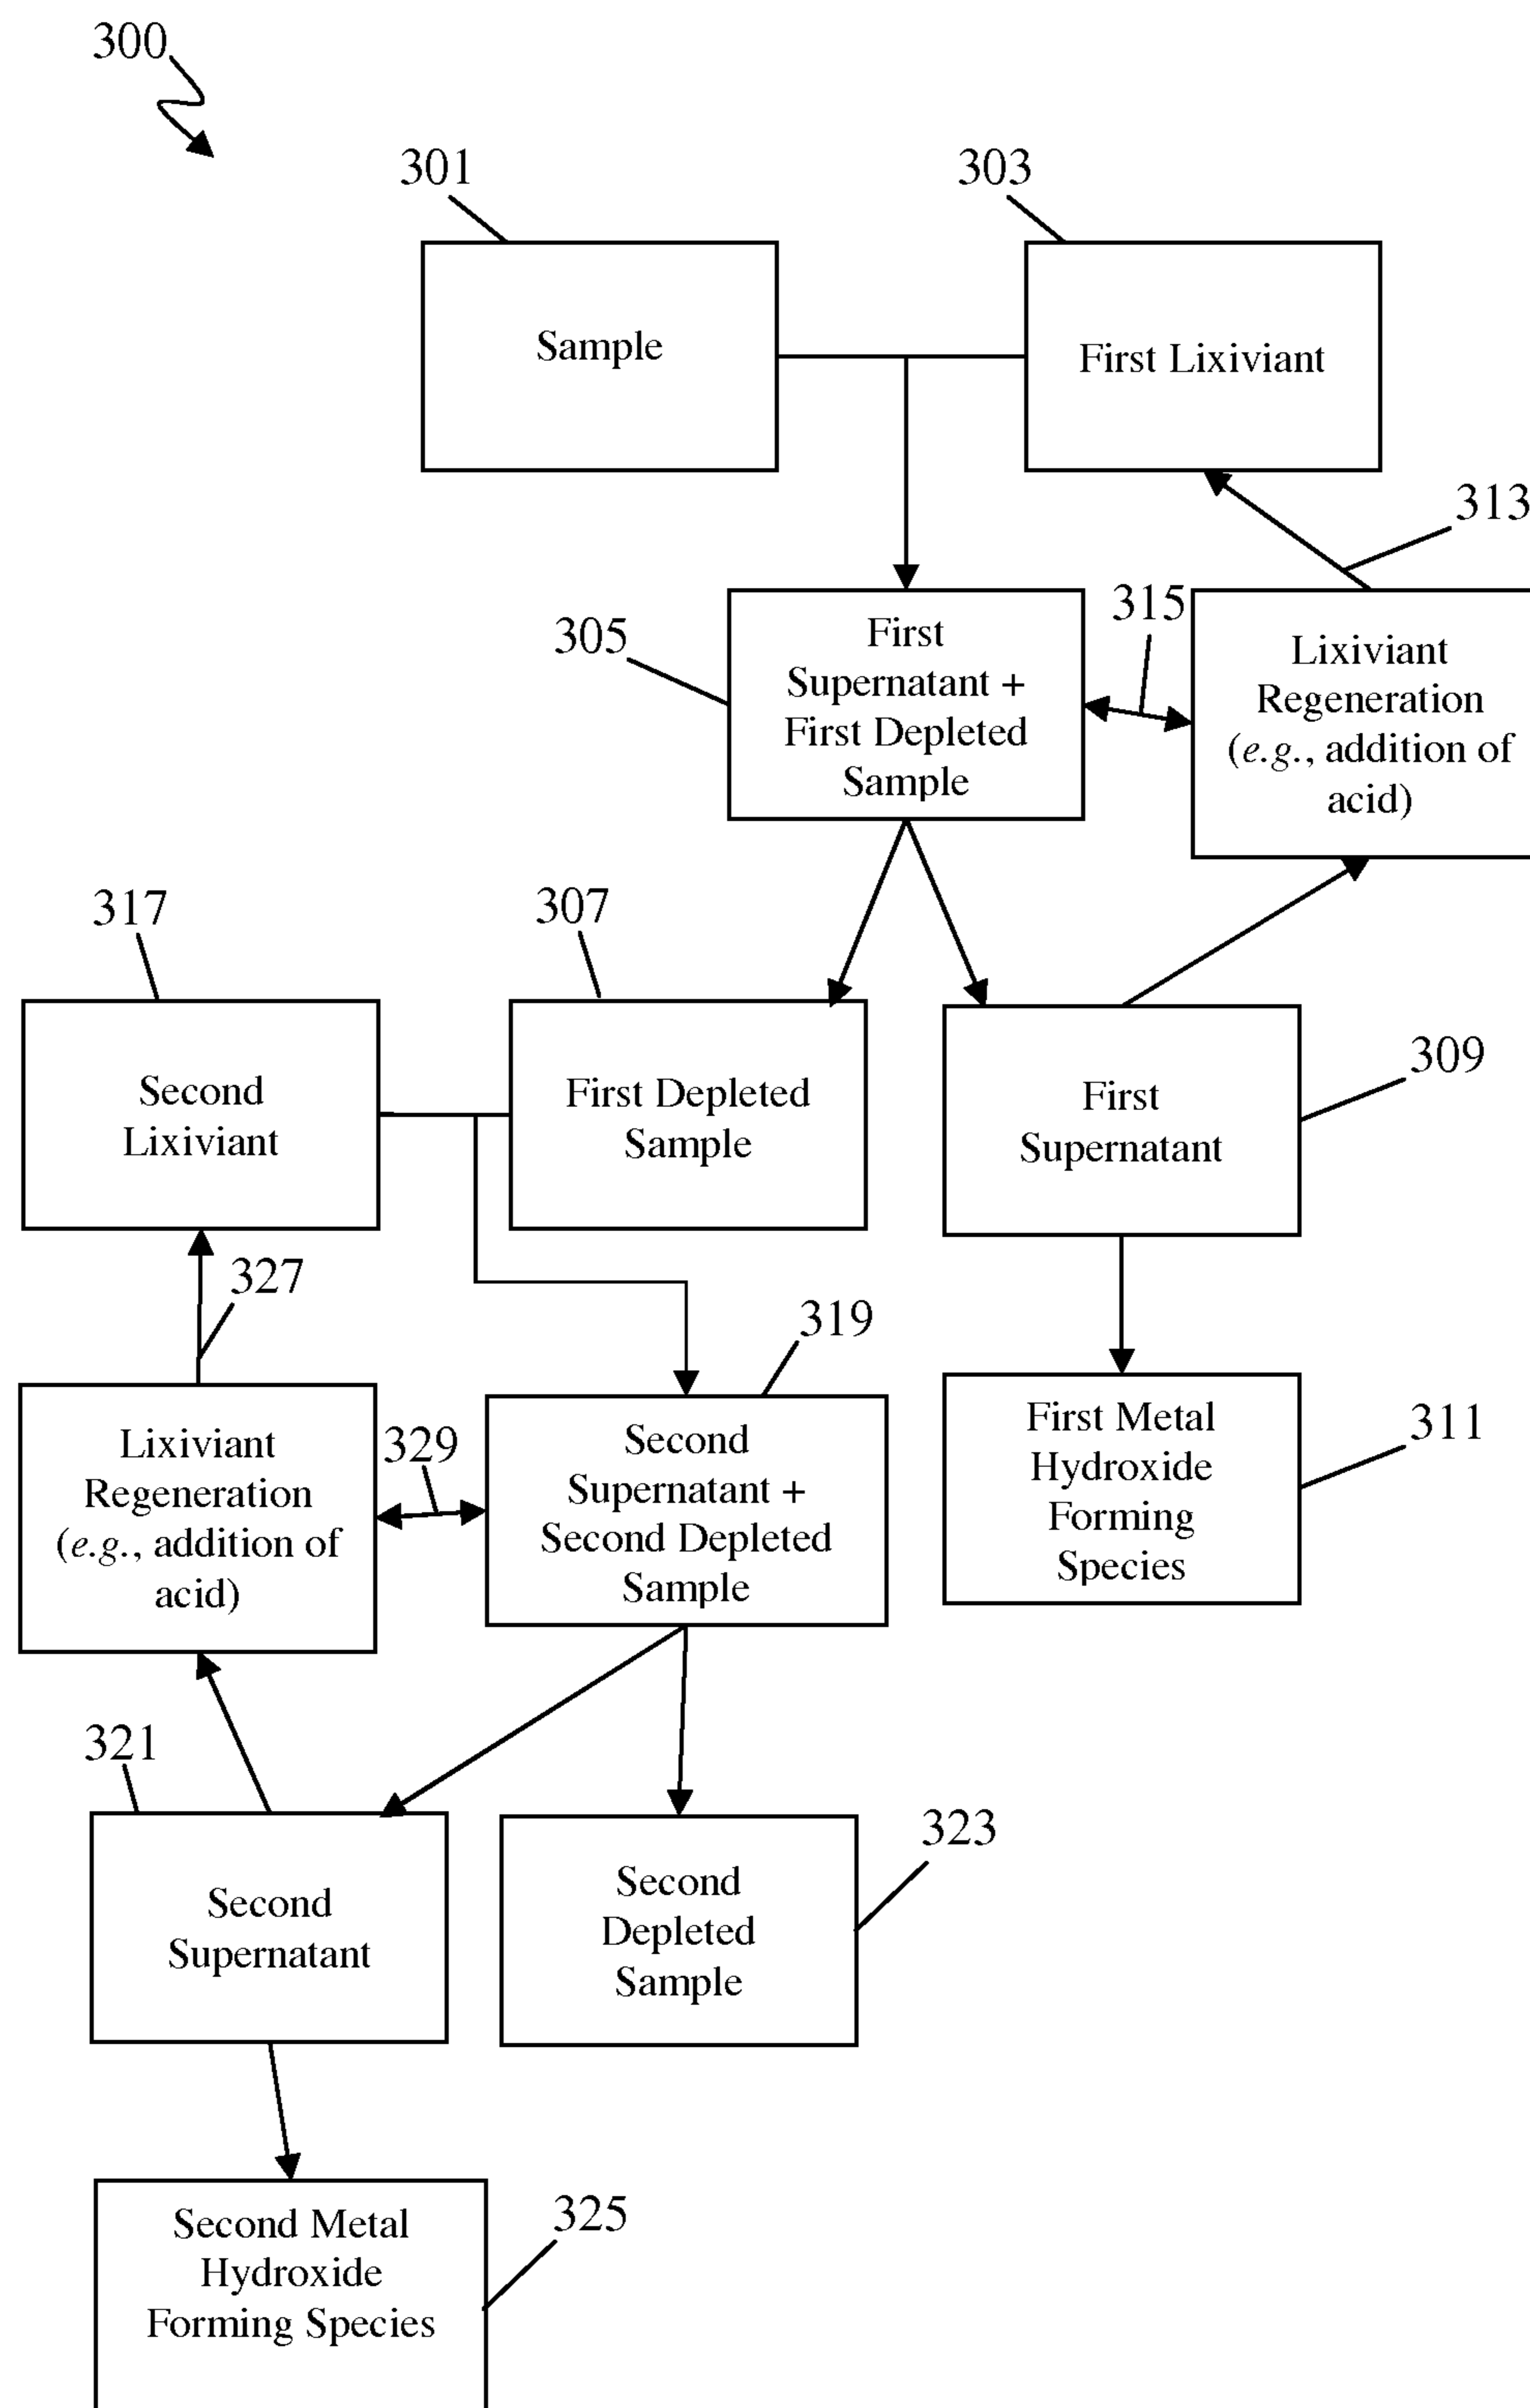 300
301
303
Sample
First Lixiviant
313
315
305
First
Supernatant +
First Depleted
Sample
Lixiviant
Regeneration
(e.g., addition of
acid)
317
307
Second
Lixiviant
First Depleted
Sample
First
Supernatant
309
327
319
Lixiviant
Regeneration
(e.g., addition of
acid)
329
Second
Supernatant +
Second Depleted
Sample
First Metal
Hydroxide
Forming
Species
311
321
323
Second
Supernatant
Second
Depleted
Sample
Second Metal
Hydroxide
Forming Species
325